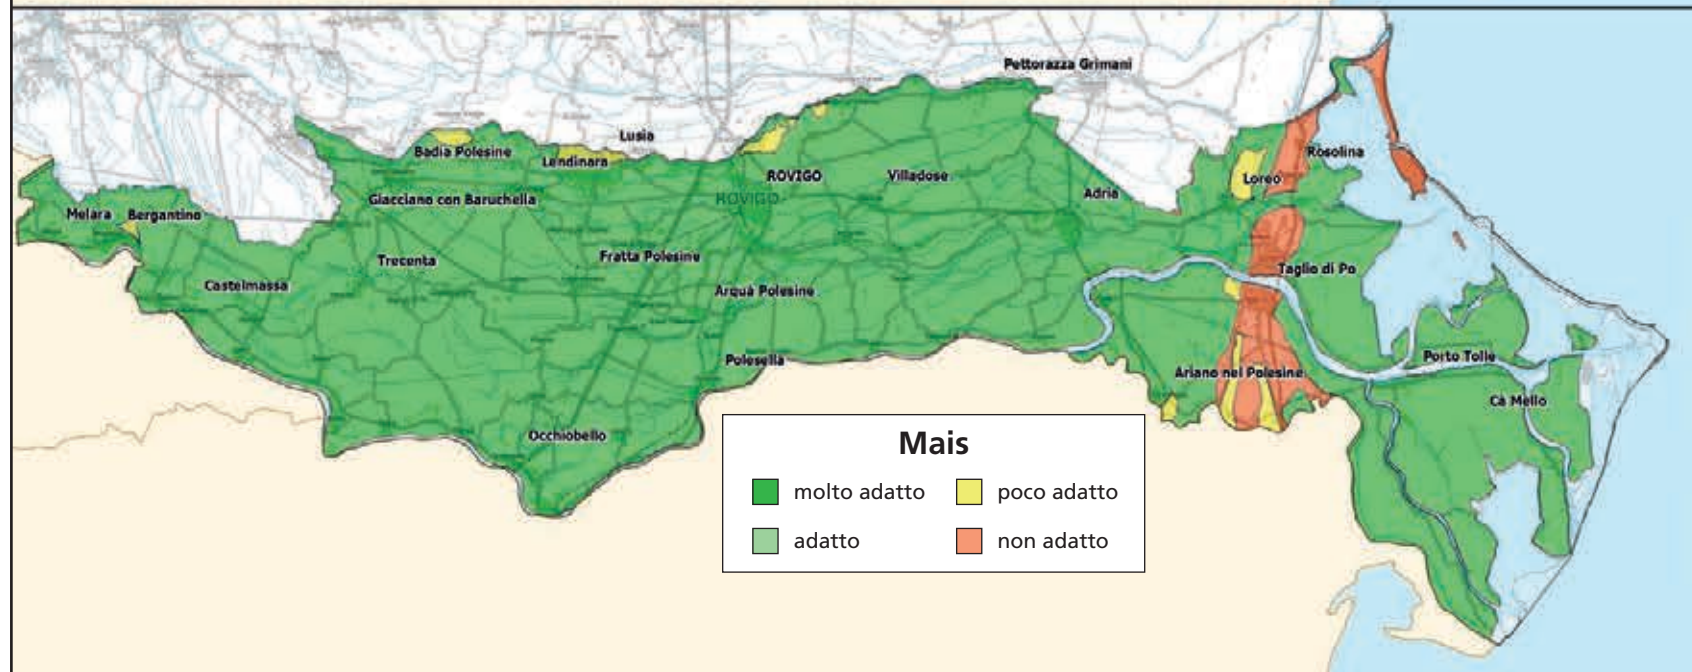 Pettorazza Grimani
Lusia
Badia Polesine
Lendinara
Rosolina
ROVIGO
Villadose
Loreo
Adria
Giacciano con Baruchella
ROVIGO
Melara
Bergantino
Trecenta
Fratta Polesine
Taglio di Po
Castelmassa
Arquà Polesine
Polesella
Porto Tolle
Ariano nel Polesine
Cà Mello
Occhiobello
Mais
molto adatto
poco adatto
adatto
non adatto